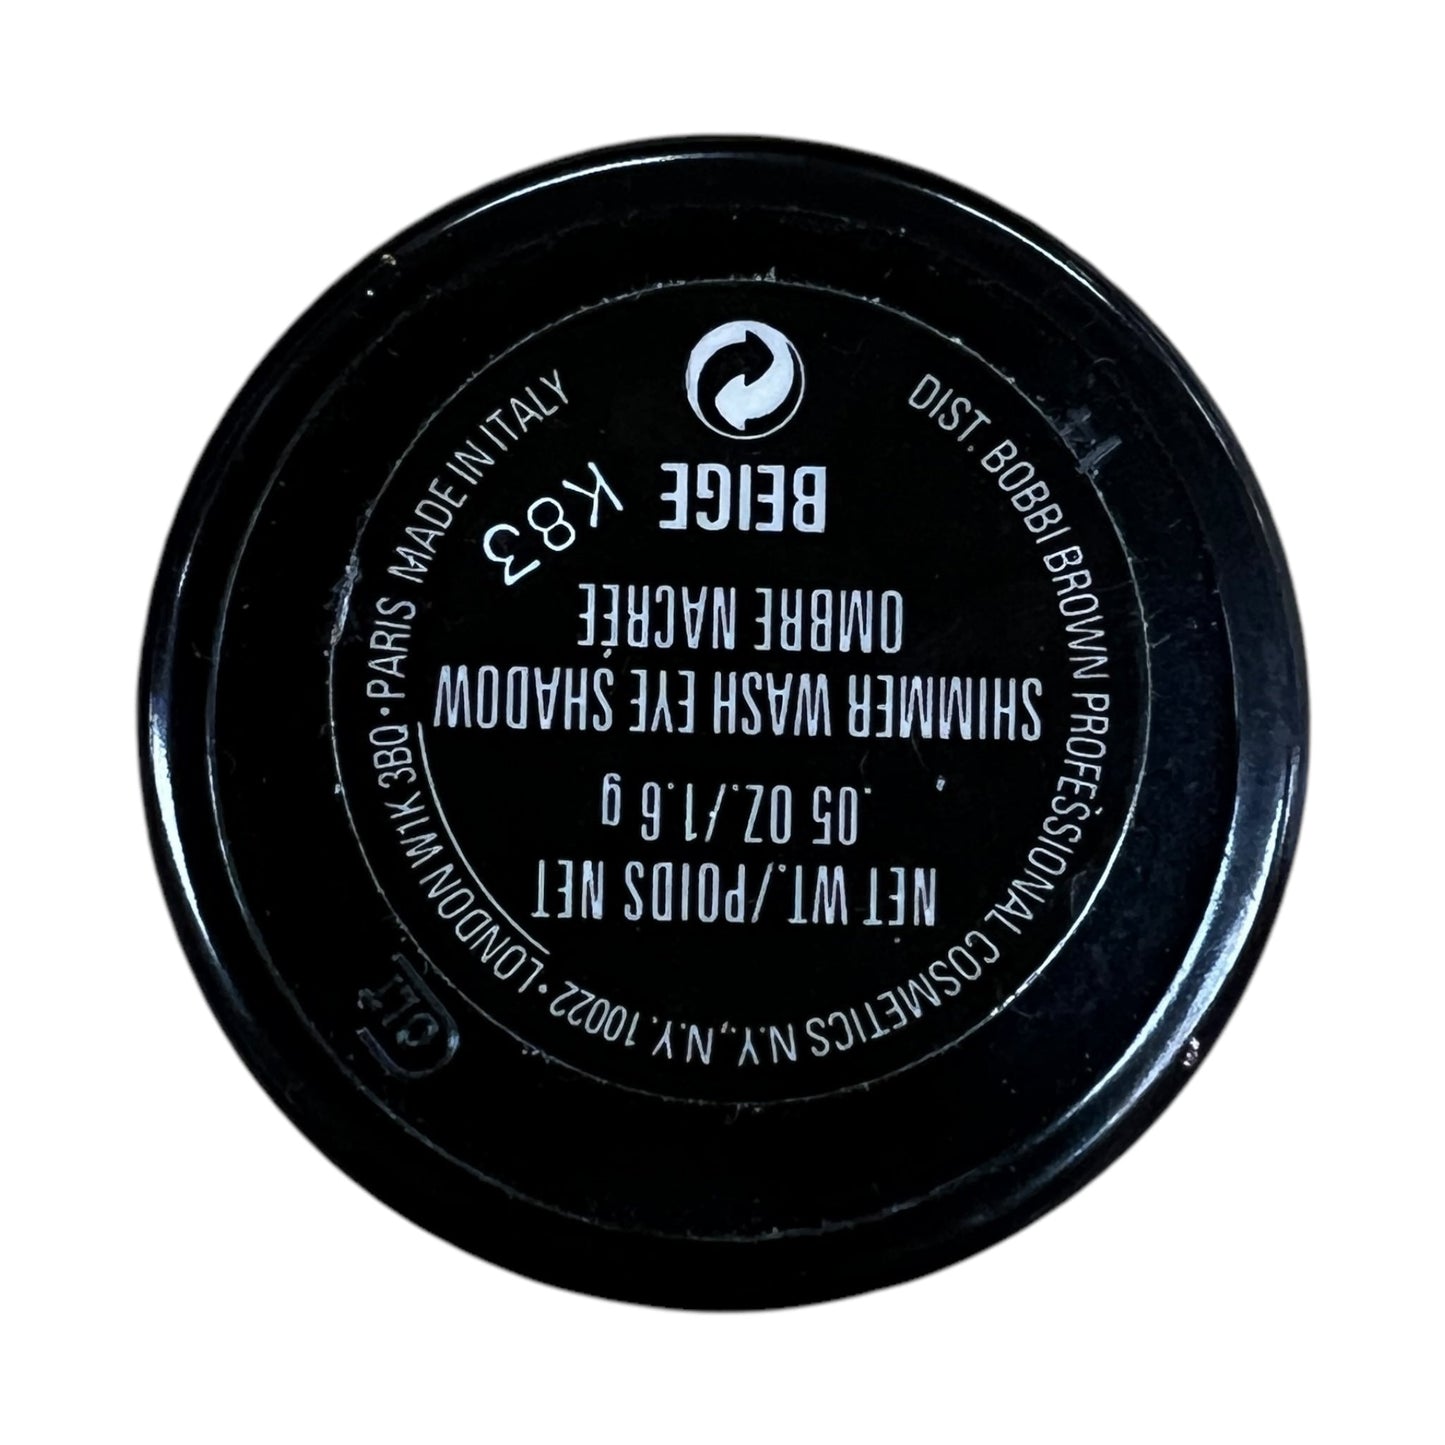 NET WT./POIDS NET
.05 OZ./1.6 g
SHIMMER WASH EYE SHADOW
OMBRE NACRÉE
BEIGE
K83
DIST. BOBBI BROWN PROFESSIONAL COSMETICS N.Y., N.Y. 10022 • LONDON W1K 3BQ • PARIS MADE IN ITALY